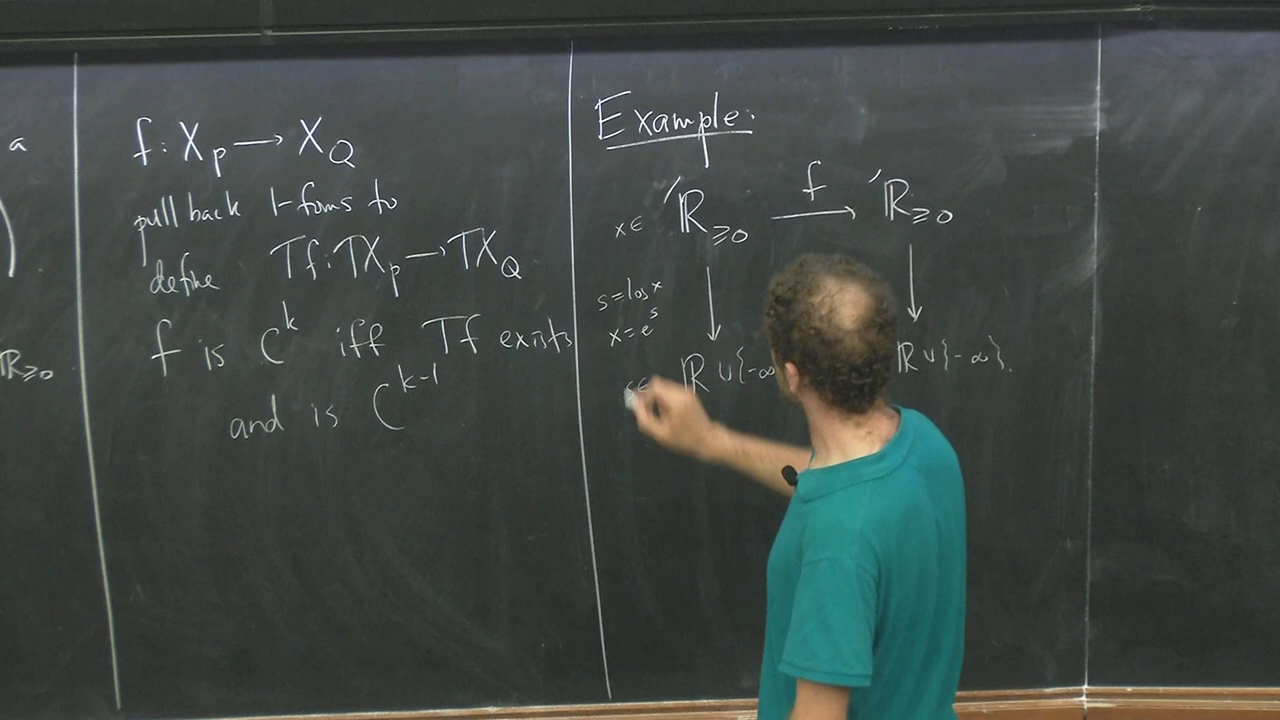 a
)
ℝ≥0
f: X_P → X_Q
pull back 1-foms to
define Tf: TX_P → TX_Q
f is C^k iff Tf exists
and is C^{k-1}
Example:
x∈ 'ℝ≥0 →^f 'ℝ≥0
s=log x
x=e^s
s∈ ℝ ∪{-∞ ℝ ∪{-∞}.